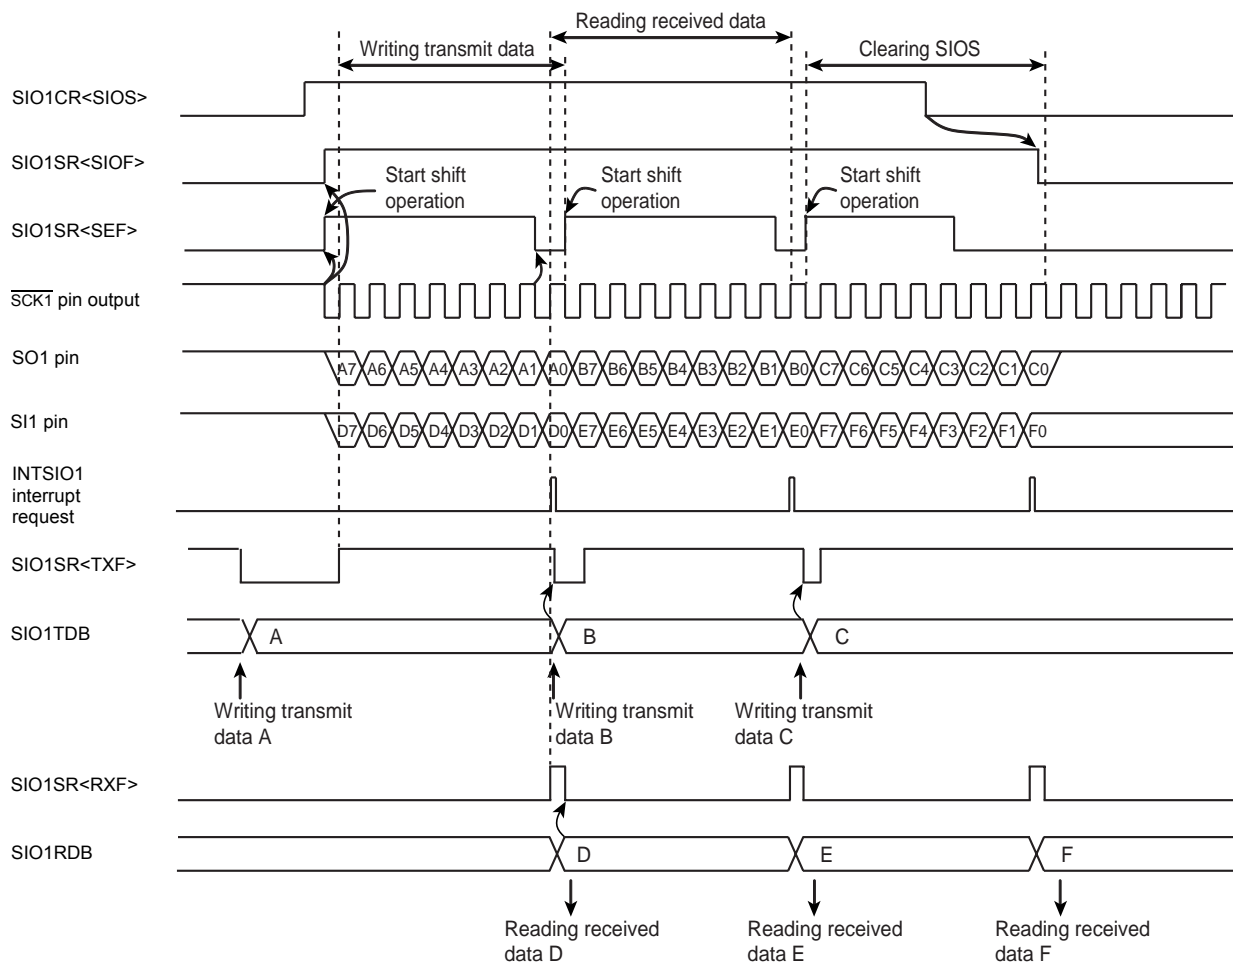 Reading received data
Writing transmit data
Clearing SIOS
SIO1CR<SIOS>
SIO1SR<SIOF>
Start shift
operation
Start shift
operation
Start shift
operation
SIO1SR<SEF>
SCK1 pin output
SO1 pin
A7 A6 A5 A4 A3 A2 A1 A0 B7 B6 B5 B4 B3 B2 B1 B0 C7 C6 C5 C4 C3 C2 C1 C0
SI1 pin
D7 D6 D5 D4 D3 D2 D1 D0 E7 E6 E5 E4 E3 E2 E1 E0 F7 F6 F5 F4 F3 F2 F1 F0
INTSIO1
interrupt
request
SIO1SR<TXF>
SIO1TDB
A B C
Writing transmit
data A
Writing transmit
data B
Writing transmit
data C
SIO1SR<RXF>
SIO1RDB
D E F
Reading received
data D
Reading received
data E
Reading received
data F